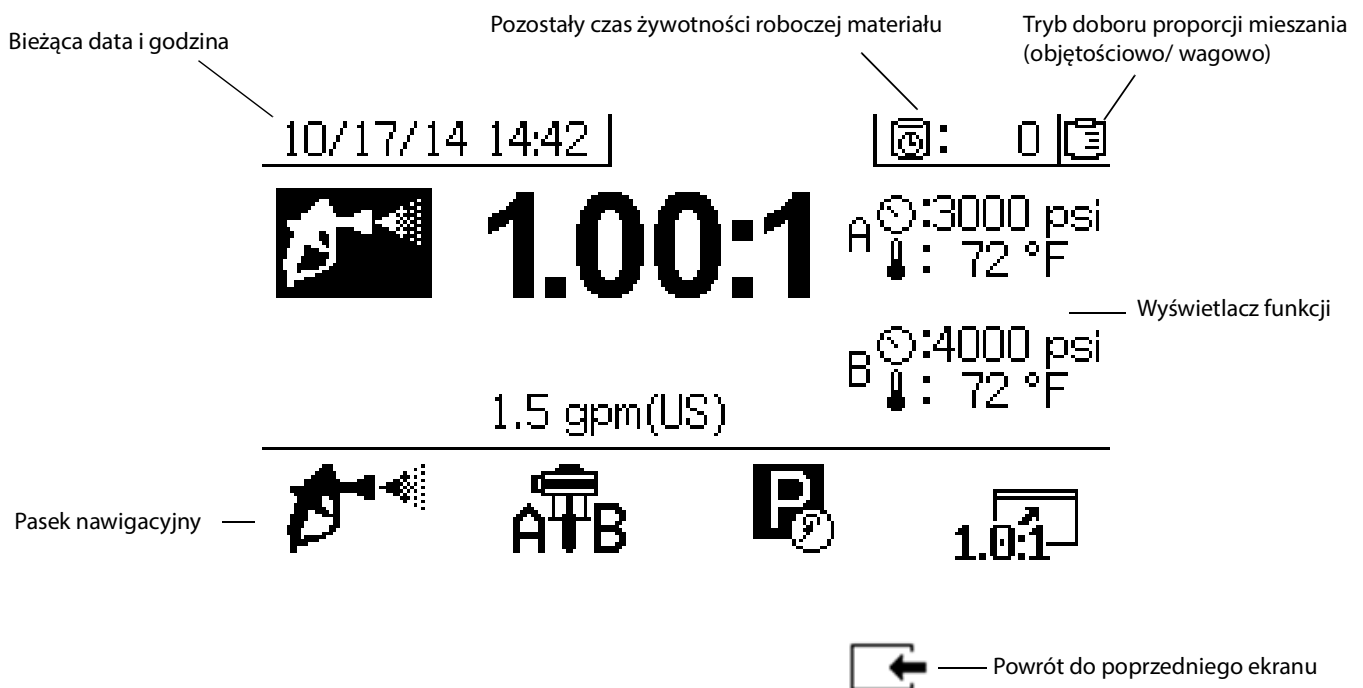 Bieżąca data i godzina
Pozostały czas żywotności roboczej materiału
Tryb doboru proporcji mieszania
(objętościowo/ wagowo)
10/17/14 14:42
: 0
1.00:1
A :3000 psi
: 72 °F
Wyświetlacz funkcji
B :4000 psi
: 72 °F
1.5 gpm(US)
Pasek nawigacyjny
A B
P
1.0:1
Powrót do poprzedniego ekranu